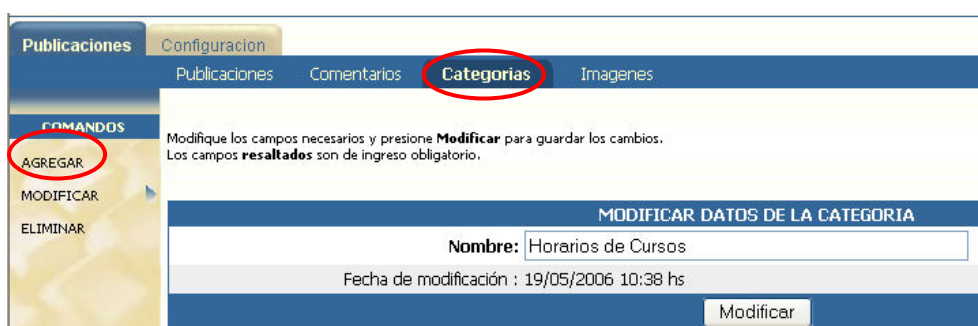 Publicaciones Configuracion
Publicaciones Comentarios Categorias Imagenes
COMANDOS
AGREGAR
MODIFICAR
ELIMINAR
Modifique los campos necesarios y presione Modificar para guardar los cambios.
Los campos resaltados son de ingreso obligatorio.
MODIFICAR DATOS DE LA CATEGORIA
Nombre: Horarios de Cursos
Fecha de modificación : 19/05/2006 10:38 hs
Modificar